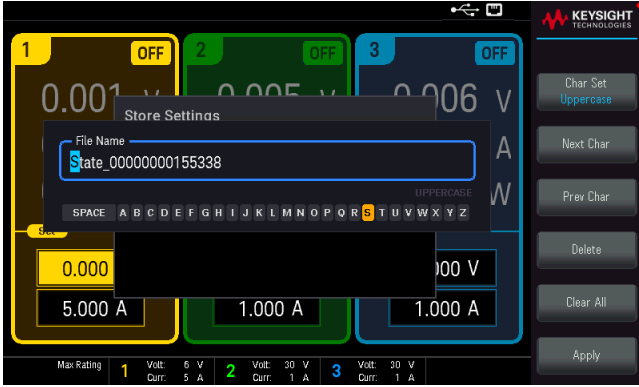 KEYSIGHT
TECHNOLOGIES
1 OFF 2 OFF 3 OFF
0.001 V 0.005 V 0.006 V
Store Settings
File Name
State_00000000155338
A
UPPERCASE
W
SPACE A B C D E F G H I J K L M N O P Q R S T U V W X Y Z
Set
0.000
000 V
5.000 A 1.000 A 1.000 A
Max Rating 1 Volt: 6 V 2 Volt: 30 V 3 Volt: 30 V
Curr: 5 A Curr: 1 A Curr: 1 A
Char Set
Uppercase
Next Char
Prev Char
Delete
Clear All
Apply